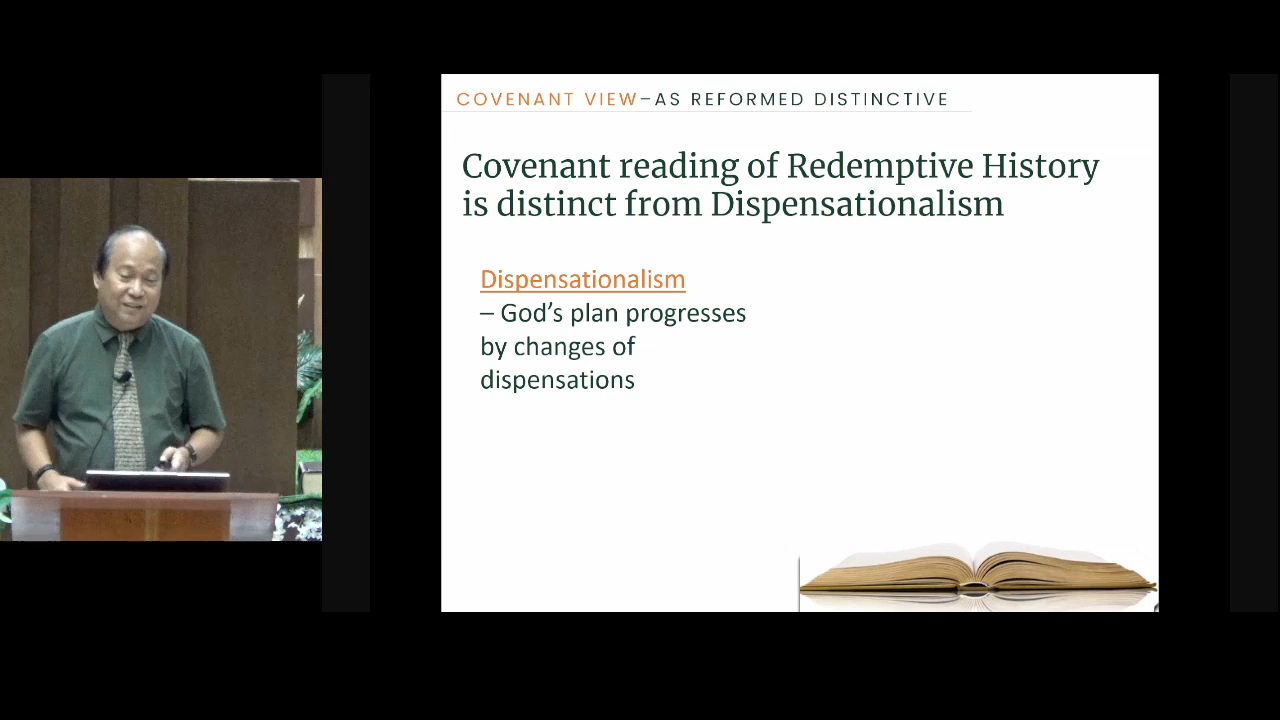 COVENANT VIEW–AS REFORMED DISTINCTIVE
Covenant reading of Redemptive History
is distinct from Dispensationalism
Dispensationalism
– God’s plan progresses
by changes of
dispensations